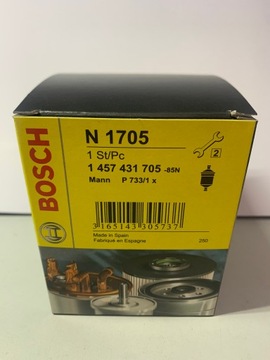 BOSCH
N 1705
1 St/Pc
2
1 457 431 705 -85N
Mann P 733/1 x
3 165143 305737
Made in Spain
Fabriqué en Espagne
250